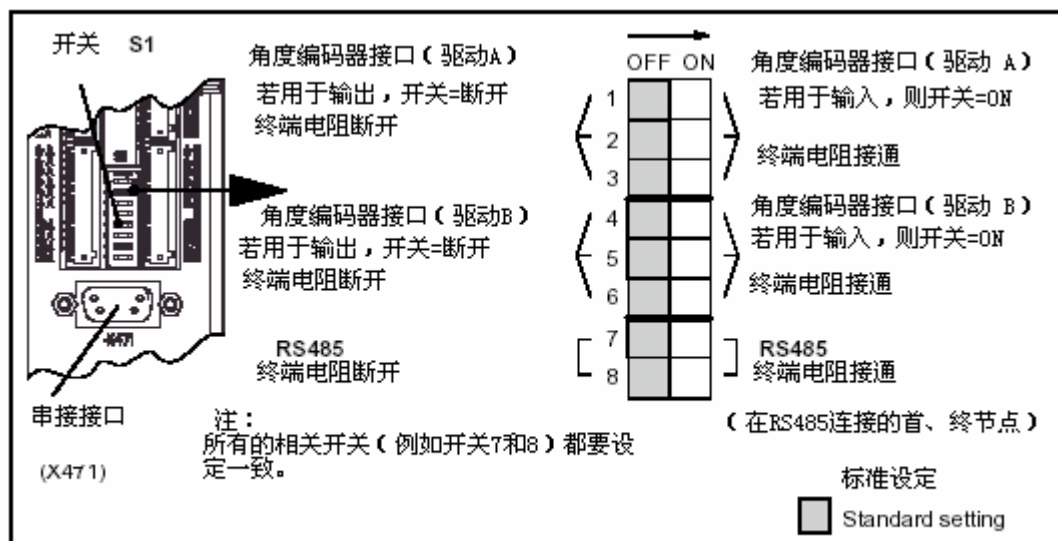 开关 S1
角度编码器接口(驱动A)
若用于输出,开关=断开
终端电阻断开
角度编码器接口(驱动B)
若用于输出,开关=断开
终端电阻断开
RS485
终端电阻断开
-X471
串接接口
(X471)
注:
所有的相关开关(例如开关7和8)都要设
定一致。
OFF ON
1
2
3
4
5
6
7
8
角度编码器接口(驱动 A)
若用于输入,则开关=ON
终端电阻接通
角度编码器接口(驱动 B)
若用于输入,则开关=ON
终端电阻接通
RS485
终端电阻接通
(在RS485连接的首、终节点)
标准设定
Standard setting